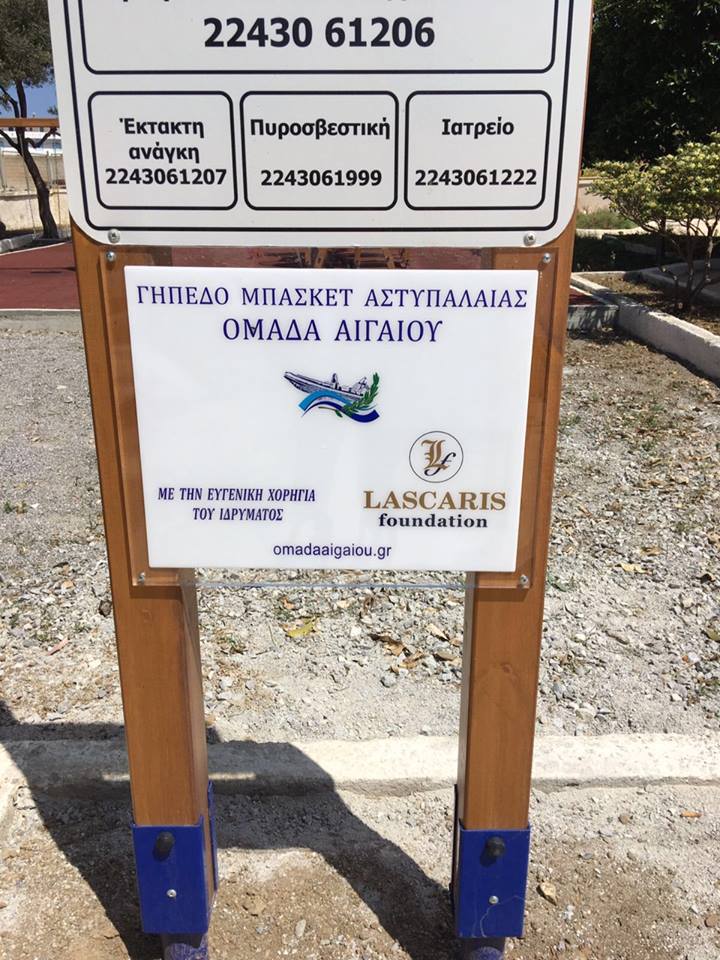 22430 61206
Έκτακτη
ανάγκη
2243061207
Πυροσβεστική
2243061999
Ιατρείο
2243061222
ΓΗΠΕΔΟ ΜΠΑΣΚΕΤ ΑΣΤΥΠΑΛΑΙΑΣ
ΟΜΑΔΑ ΑΙΓΑΙΟΥ
ΜΕ ΤΗΝ ΕΥΓΕΝΙΚΗ ΧΟΡΗΓΙΑ
ΤΟΥ ΙΔΡΥΜΑΤΟΣ
Lf
LASCARIS
foundation
omadaaigaiou.gr